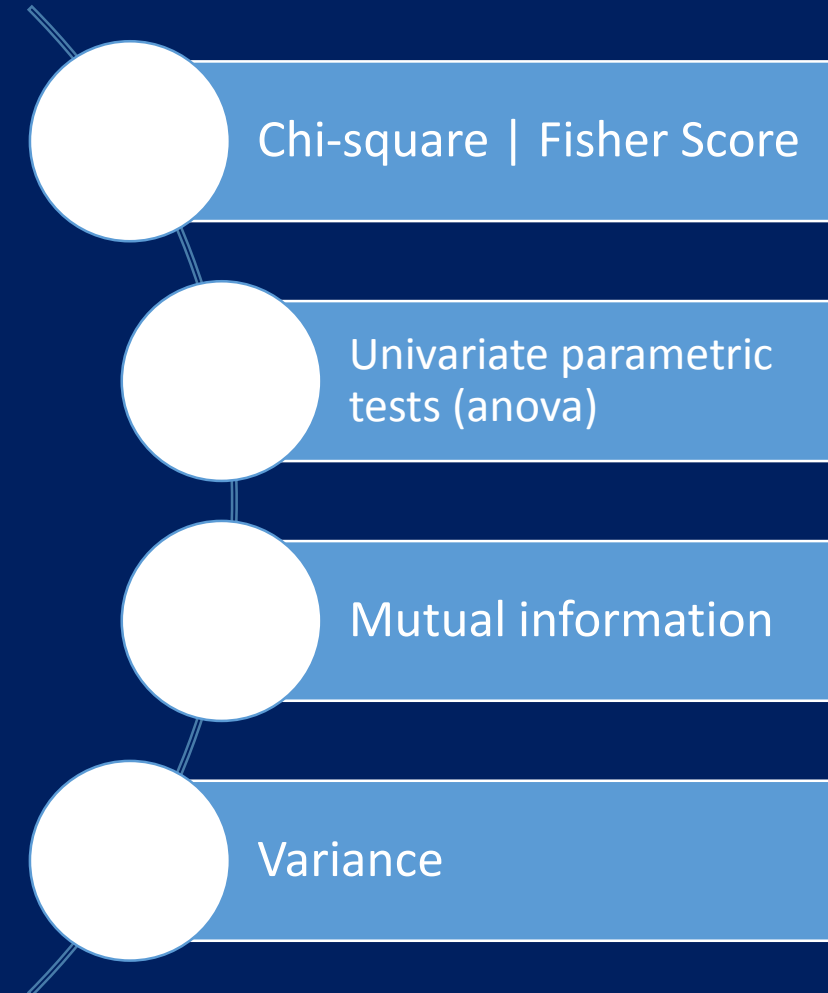 Chi-square | Fisher Score
Univariate parametric
tests (anova)
Mutual information
Variance